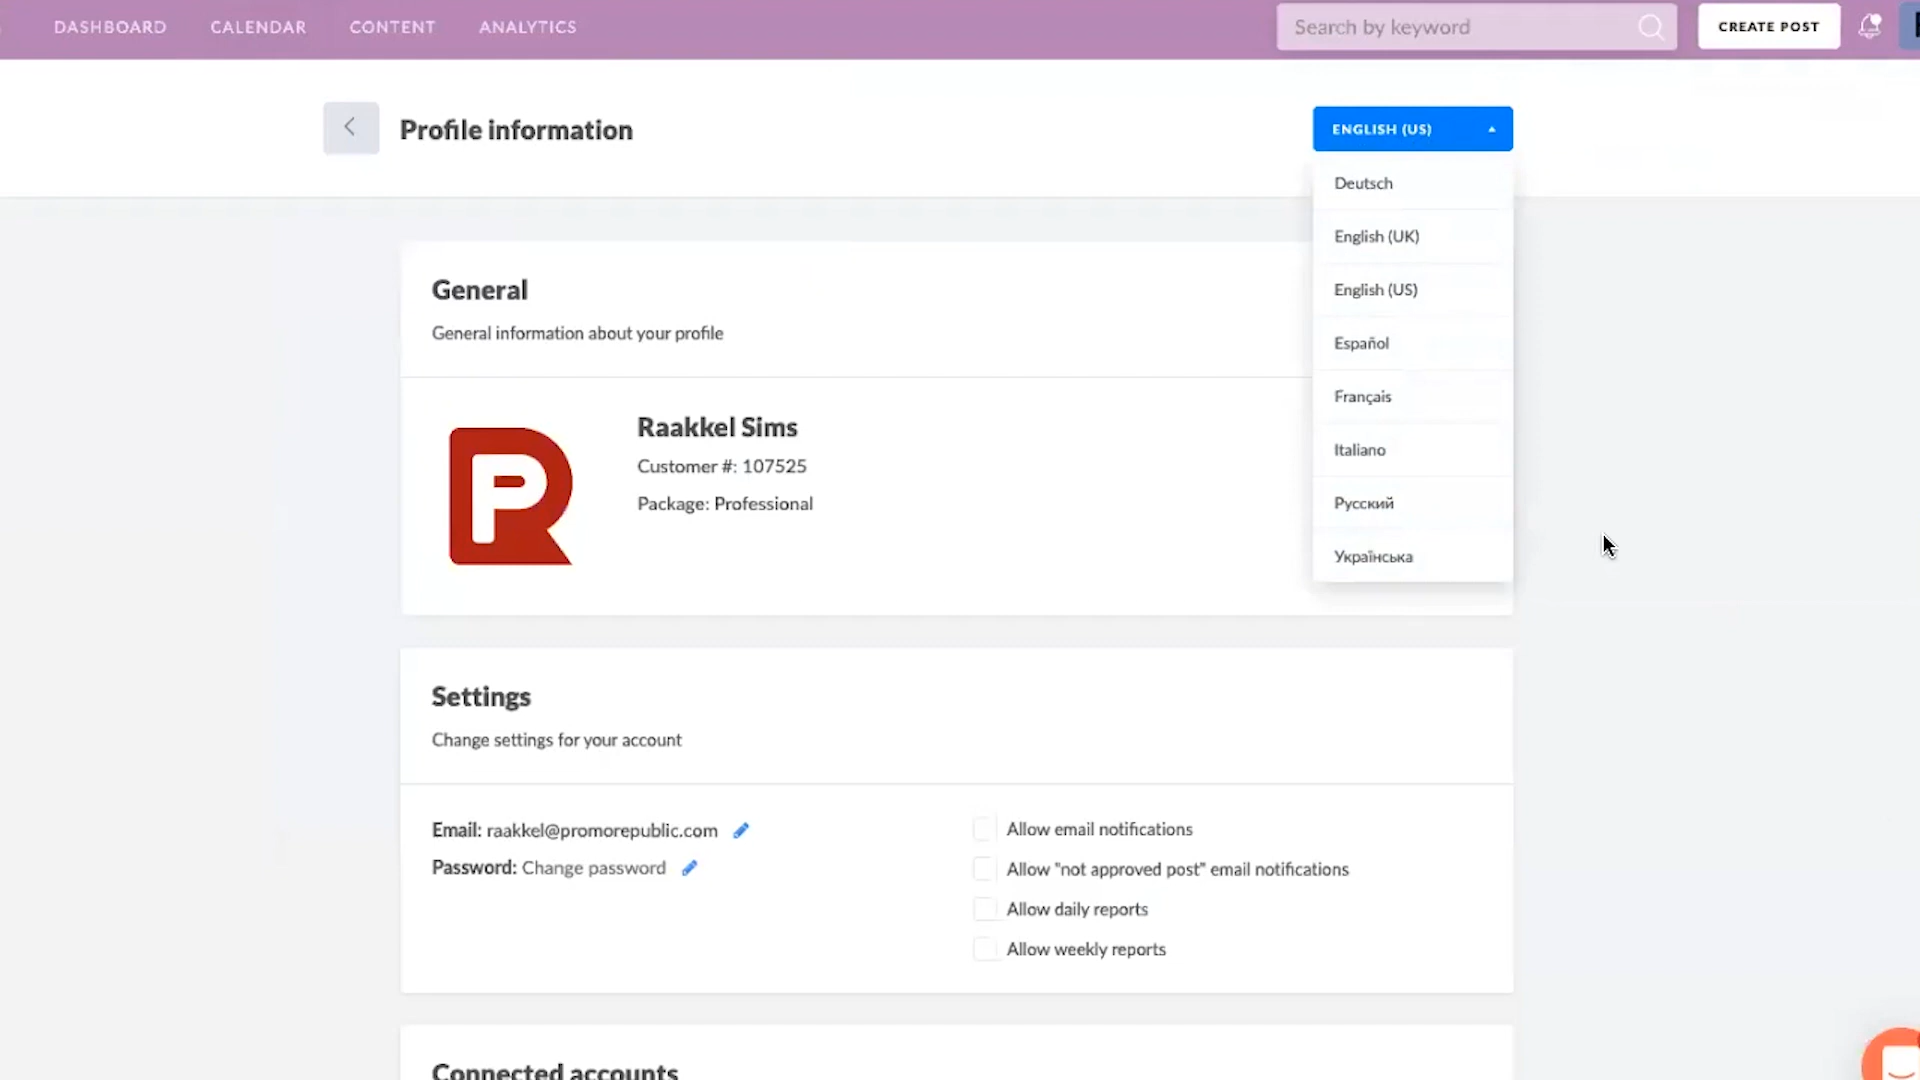 DASHBOARD CALENDAR CONTENT ANALYTICS Search by keyword CREATE POST
Profile information
ENGLISH (US)
Deutsch
English (UK)
English (US)
Español
Français
Italiano
Русский
Українська
General
General information about your profile
Raakkel Sims
Customer #: 107525
Package: Professional
Settings
Change settings for your account
Email: raakkel@promorepublic.com
Password: Change password
Allow email notifications
Allow "not approved post" email notifications
Allow daily reports
Allow weekly reports
Connected accounts